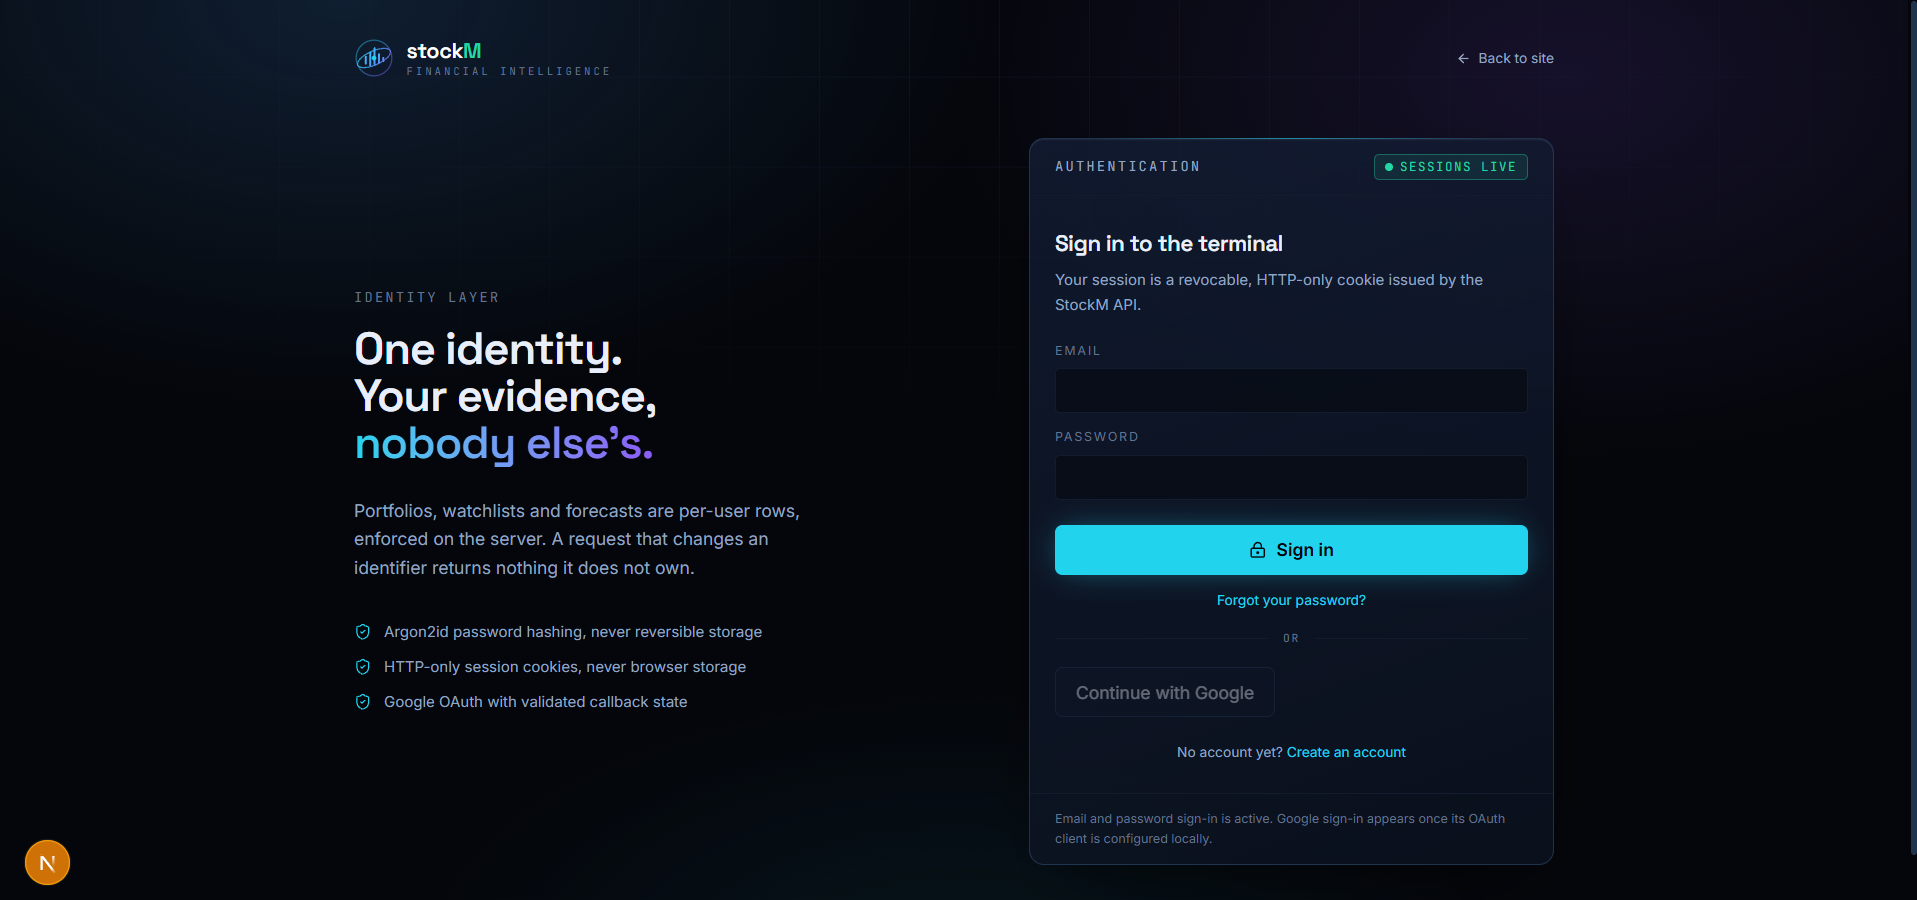 stockM
FINANCIAL INTELLIGENCE
Back to site
IDENTITY LAYER
One identity.
Your evidence,
nobody else's.
Portfolios, watchlists and forecasts are per-user rows,
enforced on the server. A request that changes an
identifier returns nothing it does not own.
Argon2id password hashing, never reversible storage
HTTP-only session cookies, never browser storage
Google OAuth with validated callback state
AUTHENTICATION
SESSIONS LIVE
Sign in to the terminal
Your session is a revocable, HTTP-only cookie issued by the
StockM API.
EMAIL
PASSWORD
Sign in
Forgot your password?
OR
Continue with Google
No account yet? Create an account
Email and password sign-in is active. Google sign-in appears once its OAuth
client is configured locally.
N